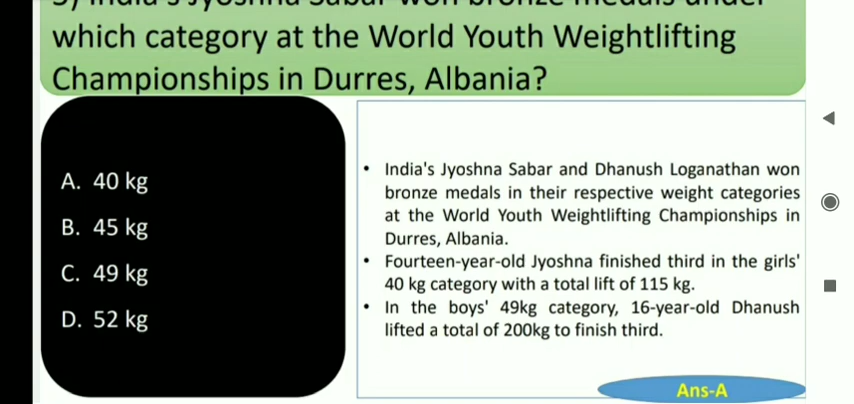 which category at the World Youth Weightlifting
Championships in Durres, Albania?
A. 40 kg
B. 45 kg
C. 49 kg
D. 52 kg
• India's Jyoshna Sabar and Dhanush Loganathan won
bronze medals in their respective weight categories
at the World Youth Weightlifting Championships in
Durres, Albania.
• Fourteen-year-old Jyoshna finished third in the girls'
40 kg category with a total lift of 115 kg.
• In the boys' 49kg category, 16-year-old Dhanush
lifted a total of 200kg to finish third.
Ans-A